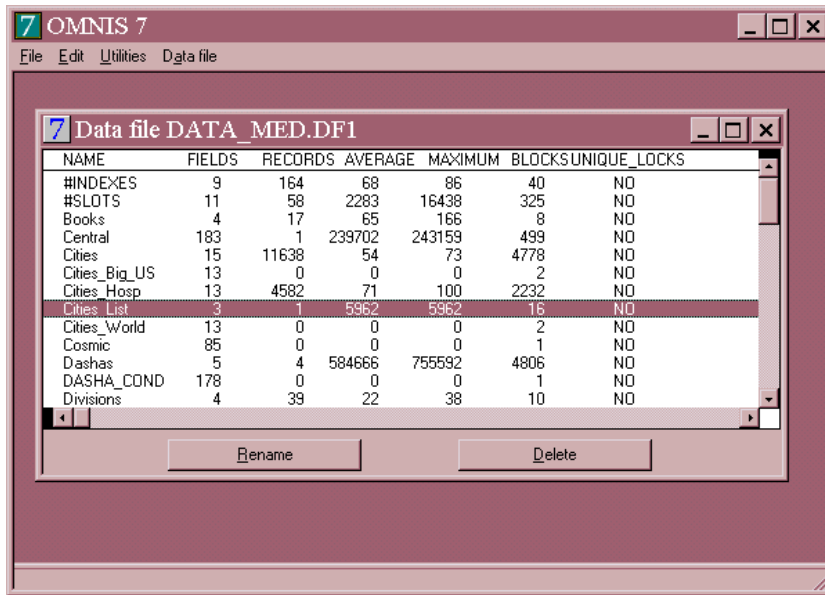 7 OMNIS 7
File Edit Utilities Data file
7 Data file DATA_MED.DF1
NAME FIELDS RECORDS AVERAGE MAXIMUM BLOCKS UNIQUE_LOCKS
#INDEXES 9 164 68 86 40 NO
#SLOTS 11 58 2283 16438 325 NO
Books 4 17 65 166 8 NO
Central 183 1 239702 243159 499 NO
Cities 15 11638 54 73 4778 NO
Cities_Big_US 13 0 0 0 2 NO
Cities_Hosp 13 4582 71 100 2232 NO
Cities_List 3 1 5962 5962 16 NO
Cities_World 13 0 0 0 2 NO
Cosmic 85 0 0 0 1 NO
Dashas 5 4 584666 755592 4806 NO
DASHA_COND 178 0 0 0 1 NO
Divisions 4 39 22 38 10 NO
Rename Delete